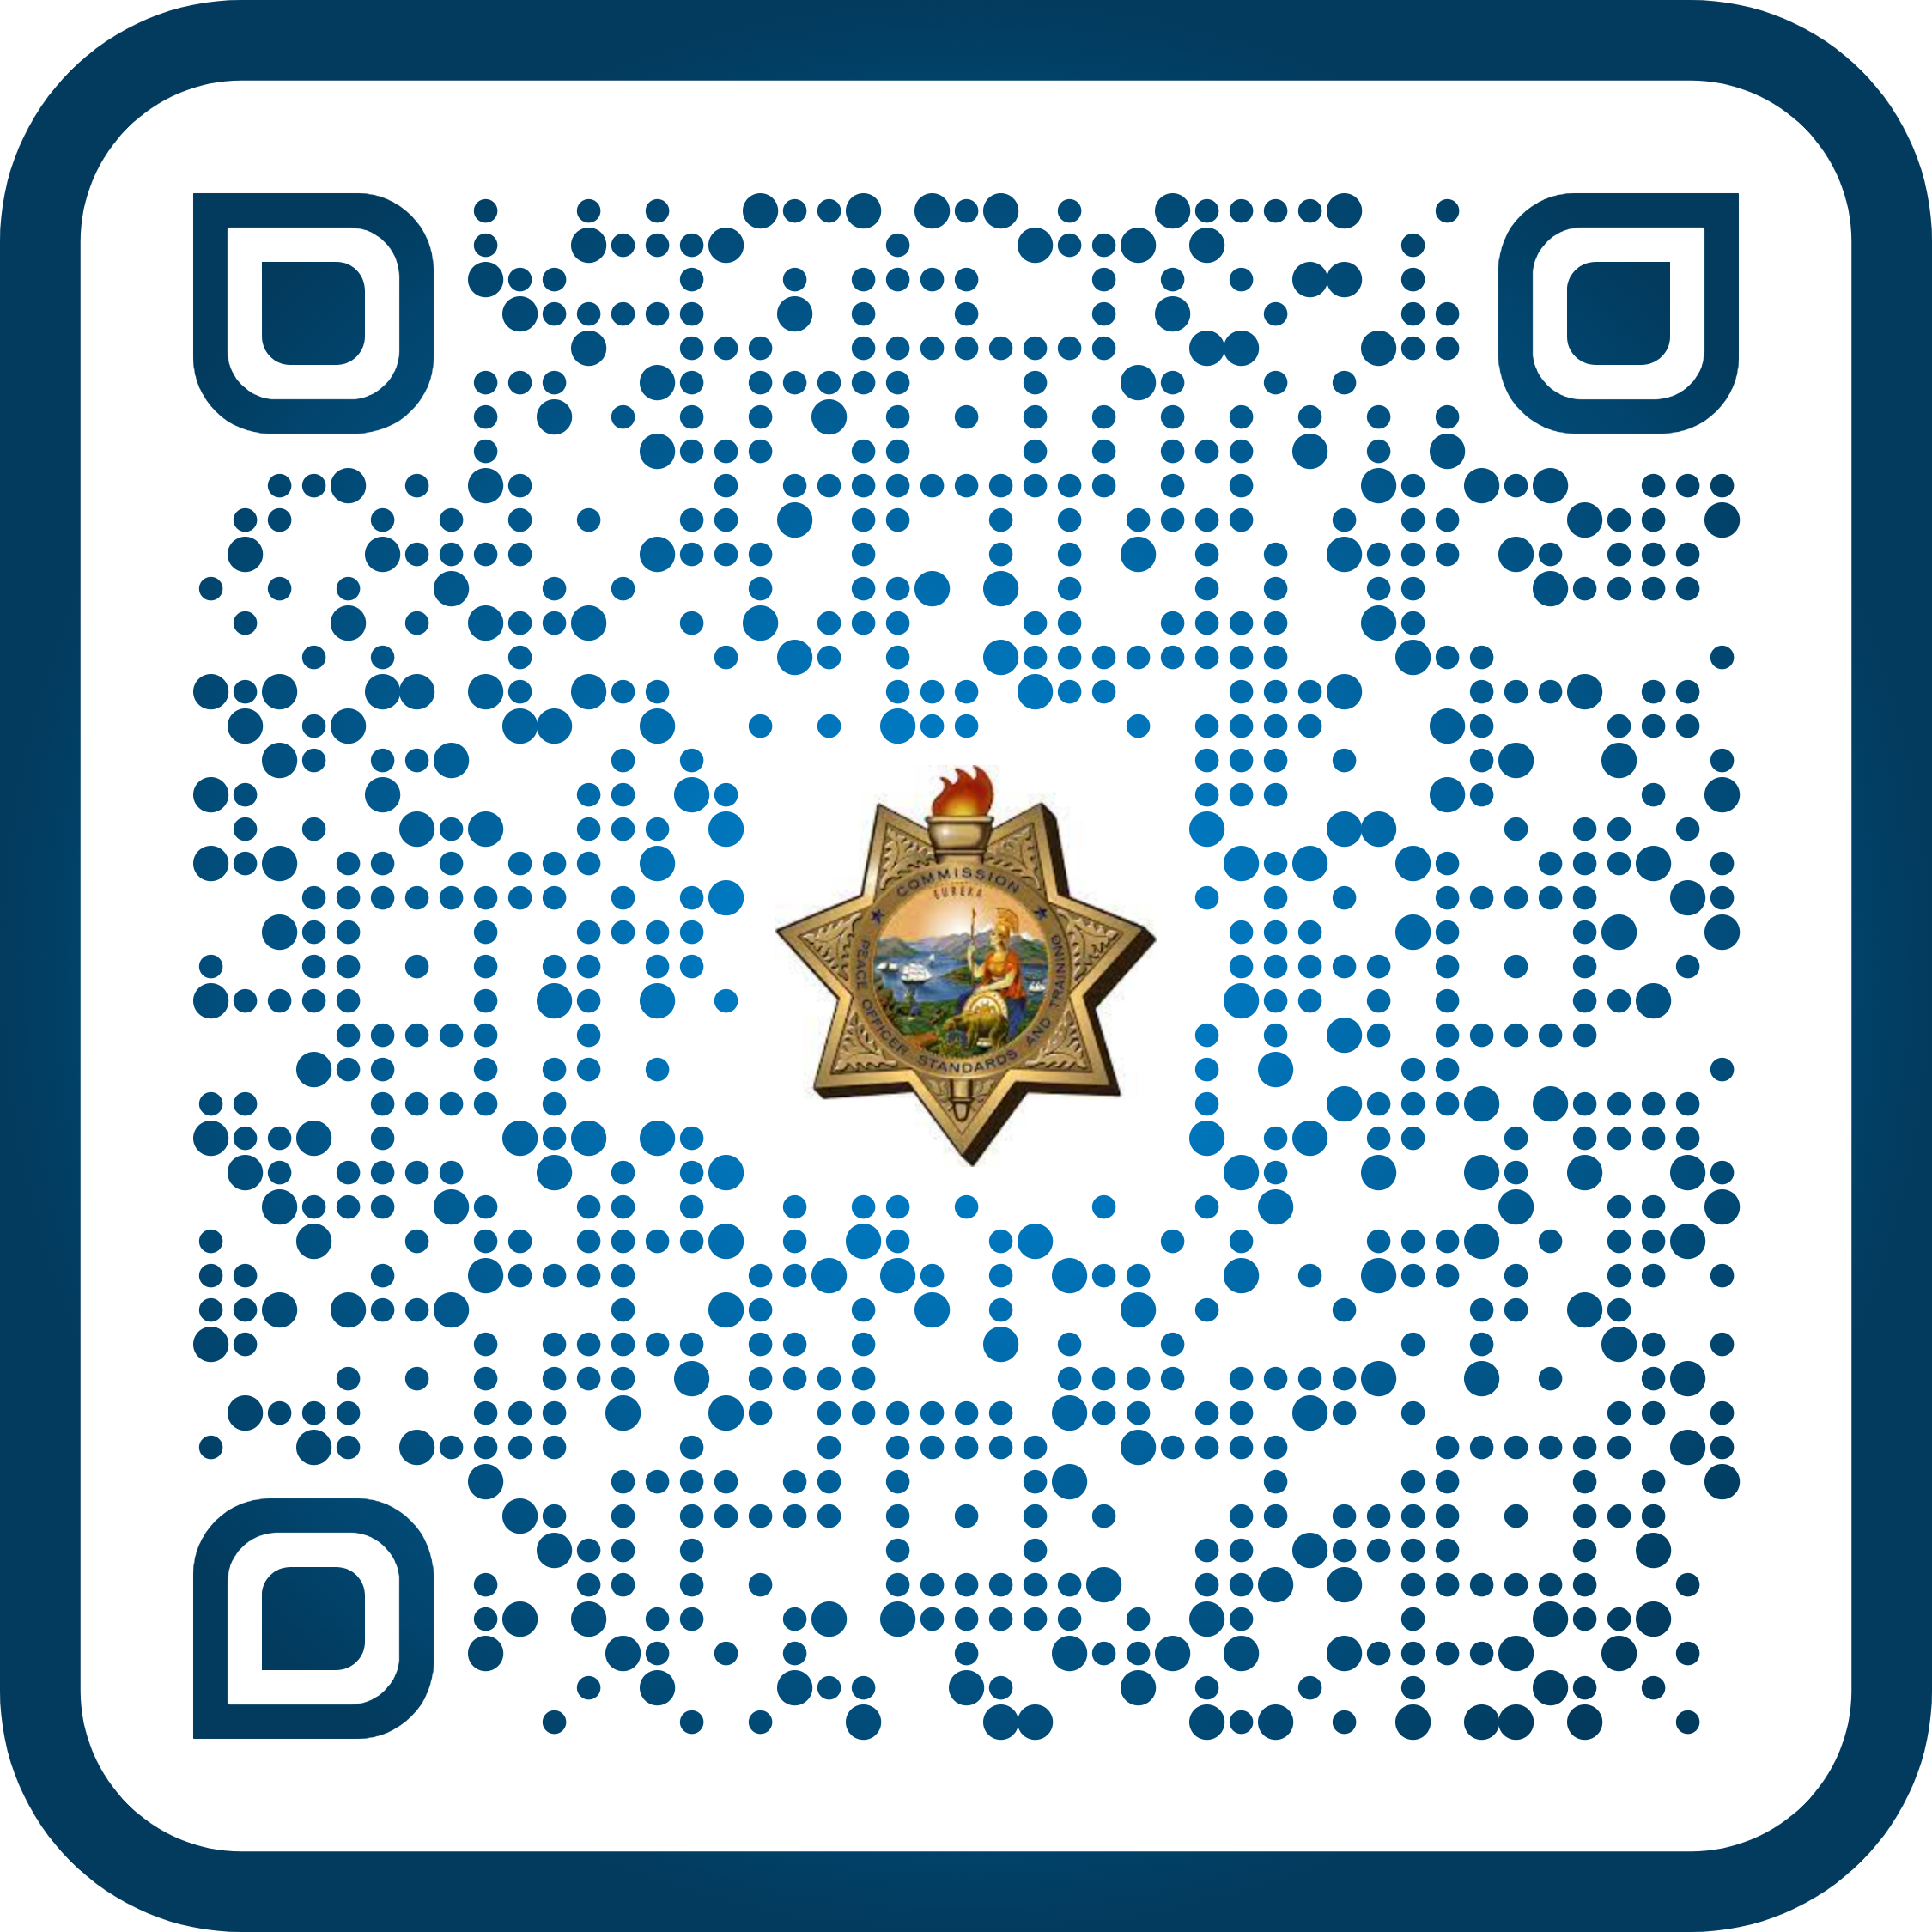 COMMISSION
EUREKA
PEACE OFFICER STANDARDS AND TRAINING